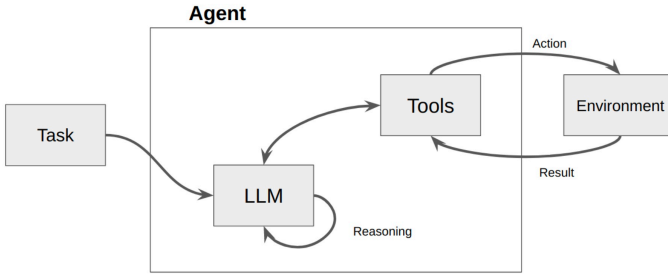 Agent
Action
Tools
Environment
Task
Result
LLM
Reasoning